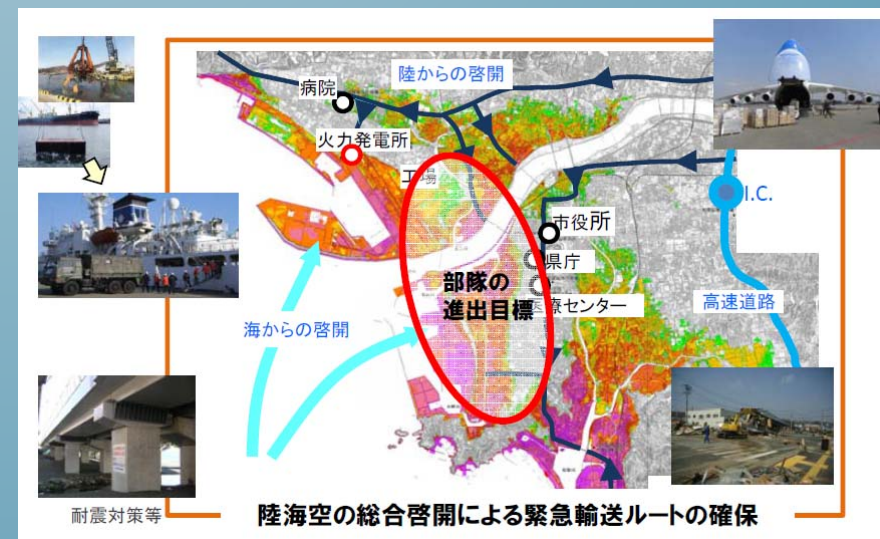 陸からの啓開
病院
火力発電所
工場
I.C.
市役所
県庁
部隊の
進出目標
医療センター
高速道路
海からの啓開
耐震対策等
陸海空の総合啓開による緊急輸送ルートの確保